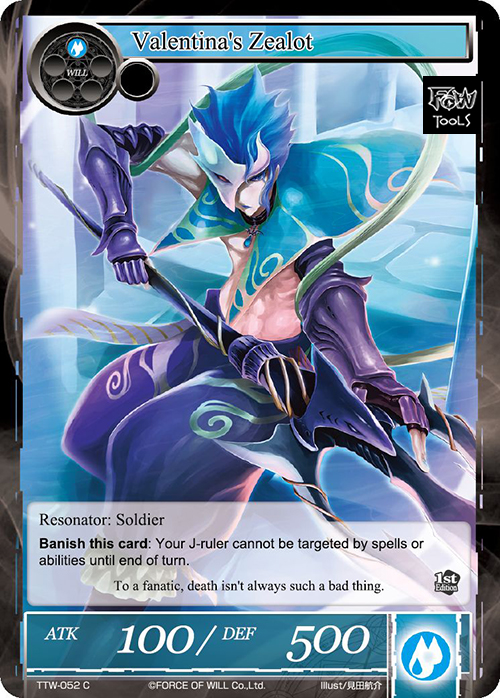 Valentina's Zealot
WILL
FOW
TOOLS
Resonator: Soldier
Banish this card: Your J-ruler cannot be targeted by spells or
abilities until end of turn.
To a fanatic, death isn't always such a bad thing.
1st
Edition
ATK 100 / DEF 500
TTW-052 C ©FORCE OF WILL Co.,Ltd. Illust/見田航介